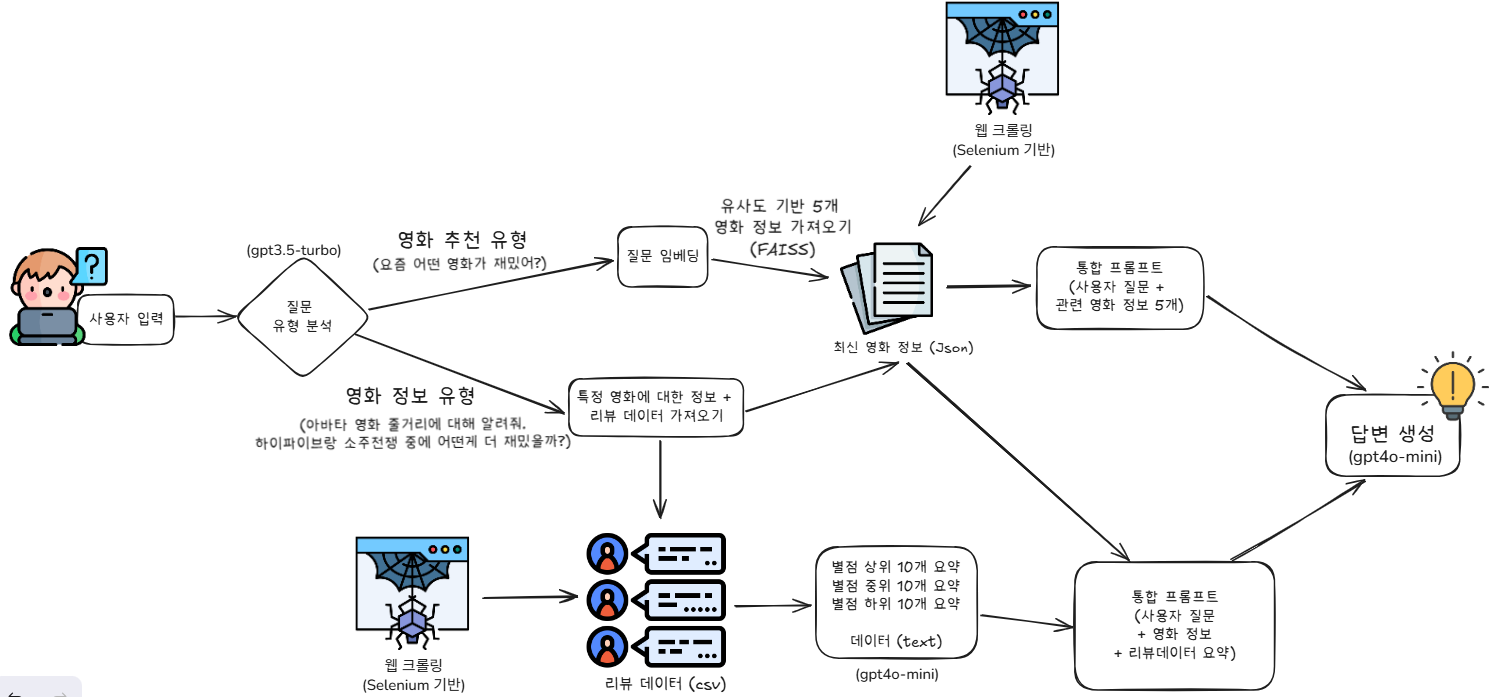 웹 크롤링
(Selenium 기반)
사용자 입력
(gpt3.5-turbo)
질문
유형 분석
영화 추천 유형
(요즘 어떤 영화가 재밌어?)
질문 임베딩
유사도 기반 5개
영화 정보 가져오기
(FAISS)
최신 영화 정보 (Json)
통합 프롬프트
(사용자 질문 +
관련 영화 정보 5개)
영화 정보 유형
(아바타 영화 줄거리에 대해 알려줘.
하이파이브랑 소주전쟁 중에 어떤게 더 재밌을까?)
특정 영화에 대한 정보 +
리뷰 데이터 가져오기
답변 생성
(gpt4o-mini)
웹 크롤링
(Selenium 기반)
리뷰 데이터 (csv)
별점 상위 10개 요약
별점 중위 10개 요약
별점 하위 10개 요약
데이터 (text)
(gpt4o-mini)
통합 프롬프트
(사용자 질문
+ 영화 정보
+ 리뷰데이터 요약)